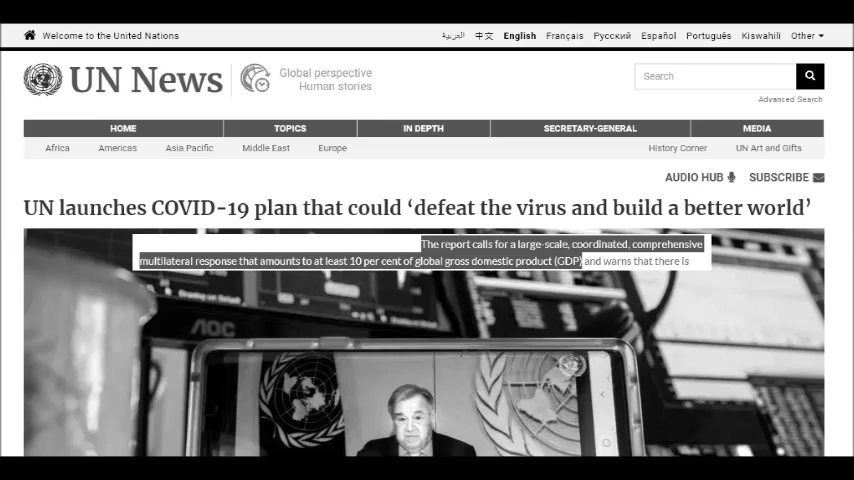 Welcome to the United Nations
العربية 中文 English Français Русский Español Português Kiswahili Other
UN News
Global perspective
Human stories
Search
Advanced Search
HOME TOPICS IN DEPTH SECRETARY-GENERAL MEDIA
Africa Americas Asia Pacific Middle East Europe History Corner UN Art and Gifts
AUDIO HUB SUBSCRIBE
UN launches COVID-19 plan that could ‘defeat the virus and build a better world’
The report calls for a large-scale, coordinated, comprehensive
multilateral response that amounts to at least 10 per cent of global gross domestic product (GDP) and warns that there is
AOC